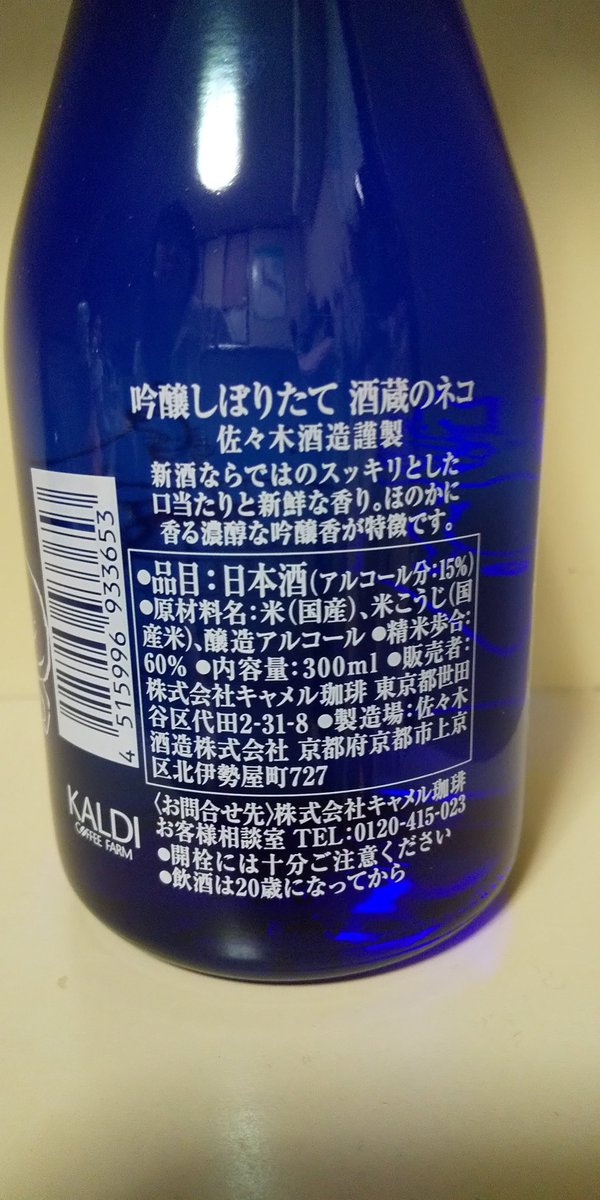 吟醸しぼりたて 酒蔵のネコ
佐々木酒造謹製
新酒ならではのスッキリとした
口当たりと新鮮な香り。ほのかに
香る濃醇な吟醸香が特徴です。
●品目:日本酒(アルコール分:15%)
●原材料名:米(国産)、米こうじ(国
産米)、醸造アルコール ●精米歩合:
60% ●内容量:300ml ●販売者:
株式会社キャメル珈琲 東京都世田
谷区代田2-31-8 ●製造場:佐々木
酒造株式会社 京都府京都市上京
区北伊勢屋町727
〈お問合せ先〉株式会社キャメル珈琲
お客様相談室 TEL:0120-415-023
●開栓には十分ご注意ください
●飲酒は20歳になってから
4 515996 933653
KALDI
COFFEE FARM